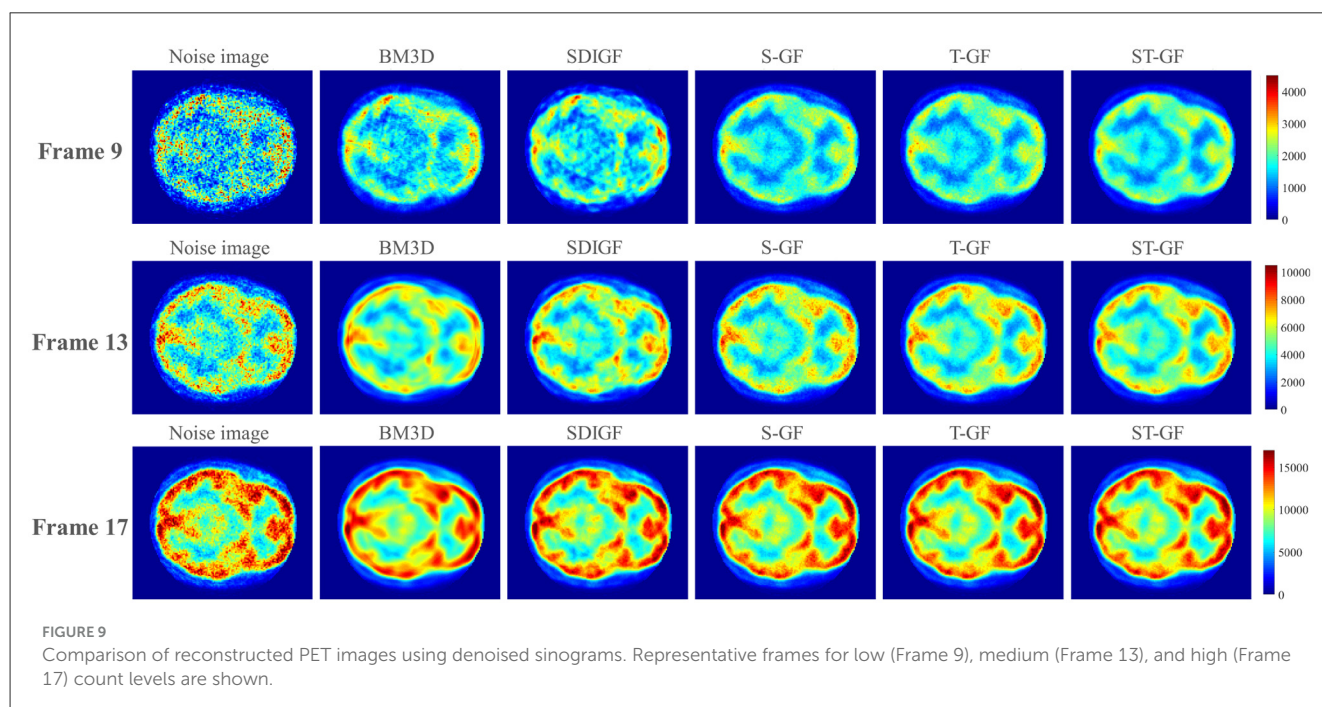 Noise image BM3D SDIGF S-GF T-GF ST-GF
4000
3000
Frame 9
2000
1000
0
Noise image BM3D SDIGF S-GF T-GF ST-GF
10000
8000
Frame 13
6000
4000
2000
0
Noise image BM3D SDIGF S-GF T-GF ST-GF
15000
10000
Frame 17
5000
0
FIGURE 9
Comparison of reconstructed PET images using denoised sinograms. Representative frames for low (Frame 9), medium (Frame 13), and high (Frame
17) count levels are shown.